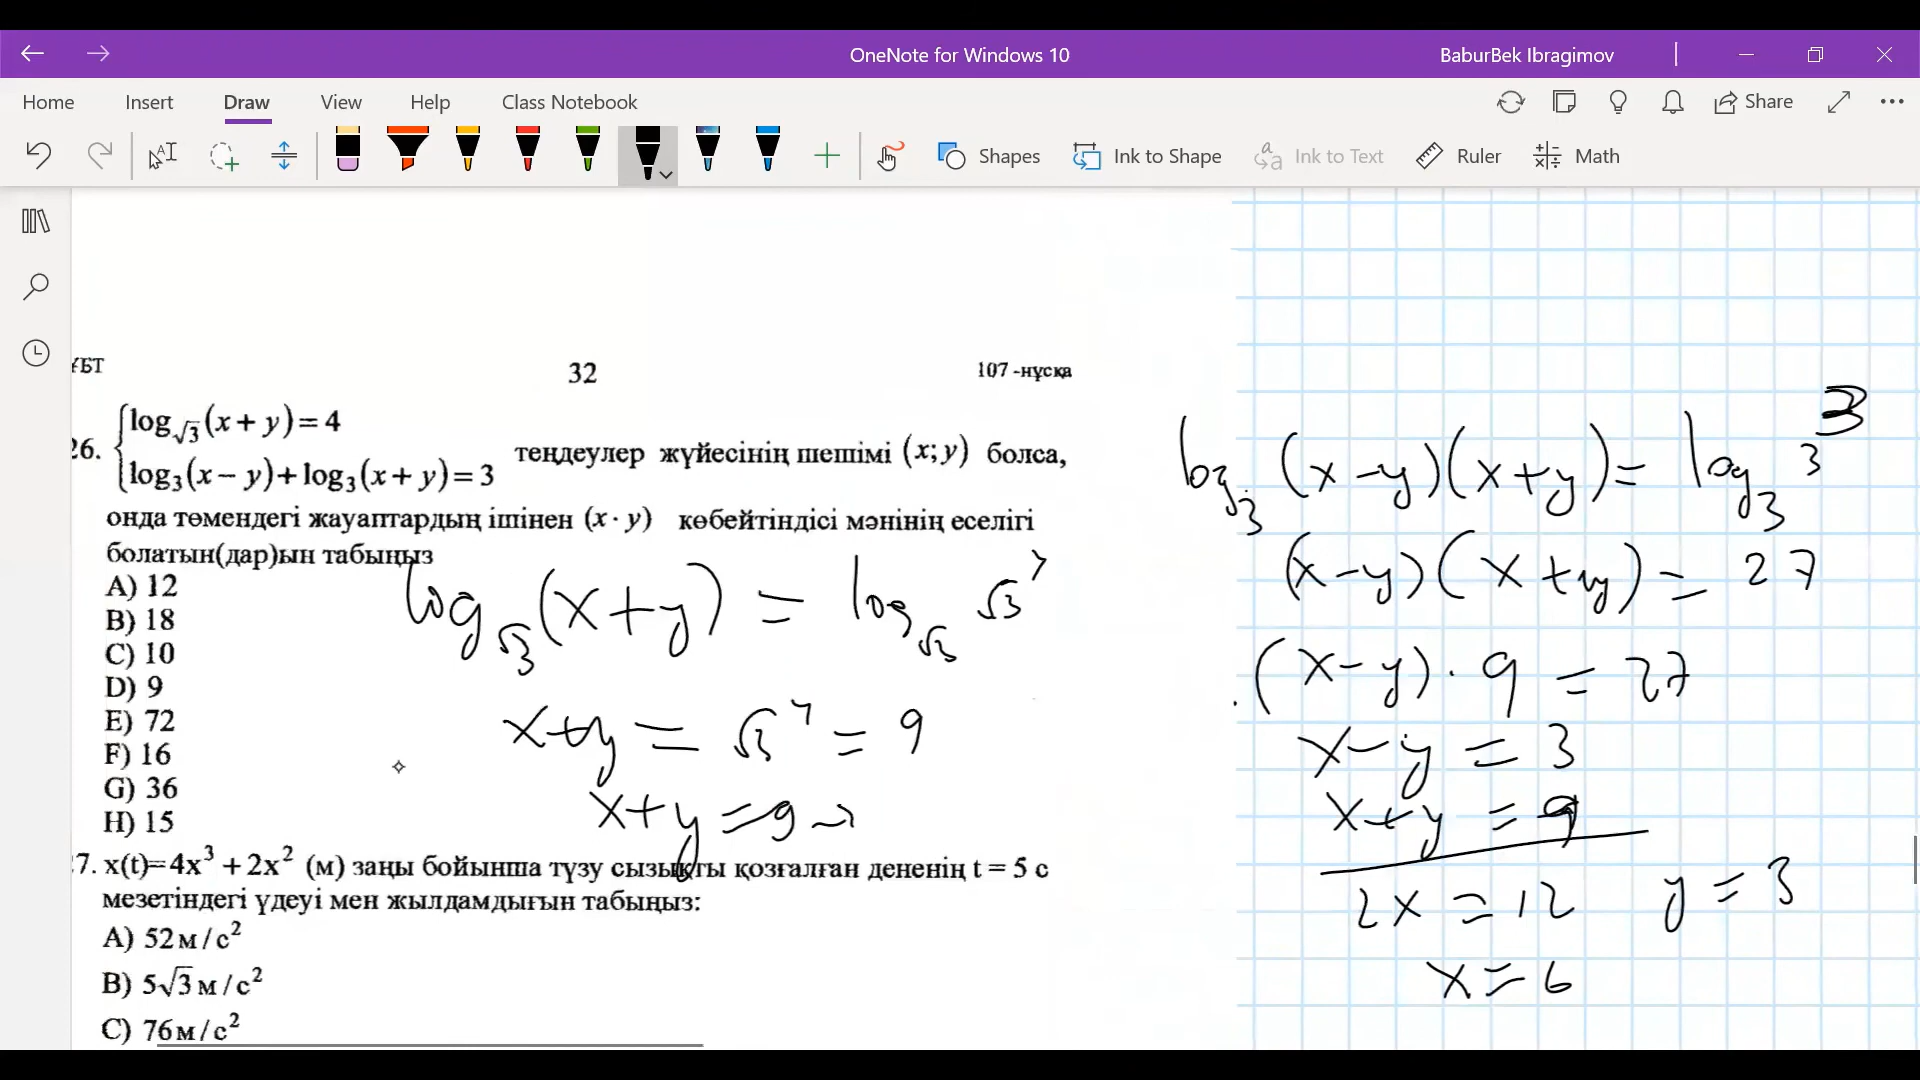 OneNote for Windows 10
BaburBek Ibragimov
Home Insert Draw View Help Class Notebook
Share
Shapes Ink to Shape Ink to Text Ruler Math
ҰБТ 32 107 -нұсқа
26. {log√3(x + y) = 4
log₃(x − y) + log₃(x + y) = 3
теңдеулер жүйесінің шешімі (x; y) болса,
онда төмендегі жауаптардың ішінен (x · y) көбейтіндісі мәнінің еселігі
болатын(дар)ын табыңыз
A) 12
B) 18
C) 10
D) 9
E) 72
F) 16
G) 36
H) 15
log√3 (x+y) = log√3 √3⁴
x+y = √3⁴ = 9
x+y = 9
7. x(t)=4x³ + 2x² (м) заңы бойынша түзу сызықты қозғалған дененің t = 5 с
мезетіндегі үдеуі мен жылдамдығын табыңыз:
A) 52м / с²
B) 5√3 м / с²
C) 76м / с²
log₃ (x−y)(x+y) = log₃ 3³
(x−y)(x+y) = 27
(x−y) · 9 = 27
x−y = 3
x+y = 9
2x = 12 y = 3
x = 6